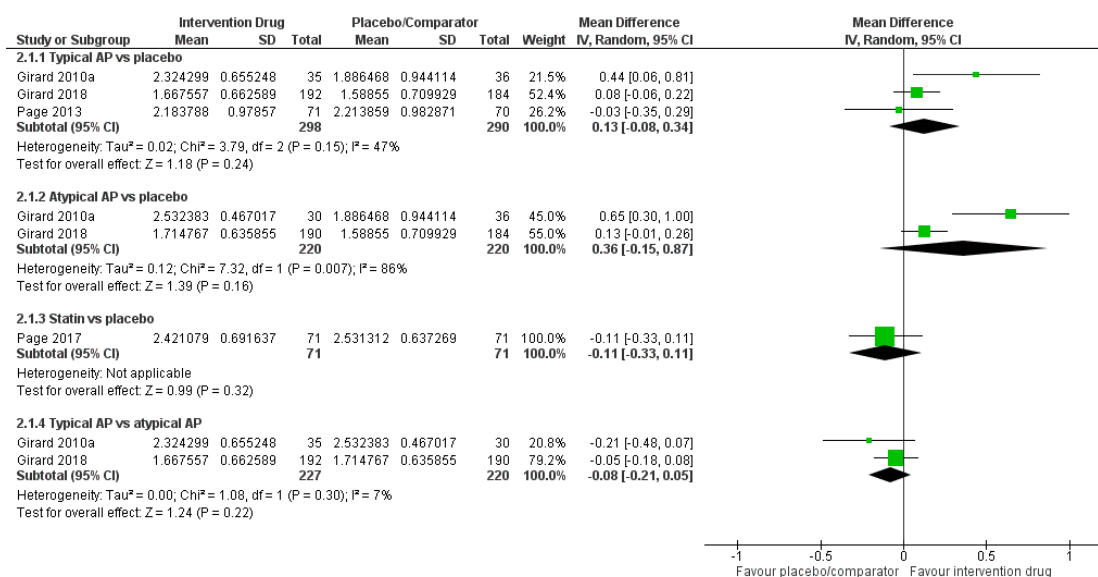 Intervention Drug Placebo/Comparator Mean Difference Mean Difference
Study or Subgroup Mean SD Total Mean SD Total Weight IV, Random, 95% CI IV, Random, 95% CI
2.1.1 Typical AP vs placebo
Girard 2010a 2.324299 0.655248 35 1.886468 0.944114 36 21.5% 0.44 [0.06, 0.81]
Girard 2018 1.667557 0.662589 192 1.58855 0.709929 184 52.4% 0.08 [-0.06, 0.22]
Page 2013 2.183788 0.97857 71 2.213859 0.982871 70 26.2% -0.03 [-0.35, 0.29]
Subtotal (95% CI) 298 290 100.0% 0.13 [-0.08, 0.34]
Heterogeneity: Tau² = 0.02; Chi² = 3.79, df = 2 (P = 0.15); I² = 47%
Test for overall effect: Z = 1.18 (P = 0.24)
2.1.2 Atypical AP vs placebo
Girard 2010a 2.532383 0.467017 30 1.886468 0.944114 36 45.0% 0.65 [0.30, 1.00]
Girard 2018 1.714767 0.635855 190 1.58855 0.709929 184 55.0% 0.13 [-0.01, 0.26]
Subtotal (95% CI) 220 220 100.0% 0.36 [-0.15, 0.87]
Heterogeneity: Tau² = 0.12; Chi² = 7.32, df = 1 (P = 0.007); I² = 86%
Test for overall effect: Z = 1.39 (P = 0.16)
2.1.3 Statin vs placebo
Page 2017 2.421079 0.691637 71 2.531312 0.637269 71 100.0% -0.11 [-0.33, 0.11]
Subtotal (95% CI) 71 71 100.0% -0.11 [-0.33, 0.11]
Heterogeneity: Not applicable
Test for overall effect: Z = 0.99 (P = 0.32)
2.1.4 Typical AP vs atypical AP
Girard 2010a 2.324299 0.655248 35 2.532383 0.467017 30 20.8% -0.21 [-0.48, 0.07]
Girard 2018 1.667557 0.662589 192 1.714767 0.635855 190 79.2% -0.05 [-0.18, 0.08]
Subtotal (95% CI) 227 220 100.0% -0.08 [-0.21, 0.05]
Heterogeneity: Tau² = 0.00; Chi² = 1.08, df = 1 (P = 0.30); I² = 7%
Test for overall effect: Z = 1.24 (P = 0.22)
-1 -0.5 0 0.5 1
Favour placebo/comparator Favour intervention drug